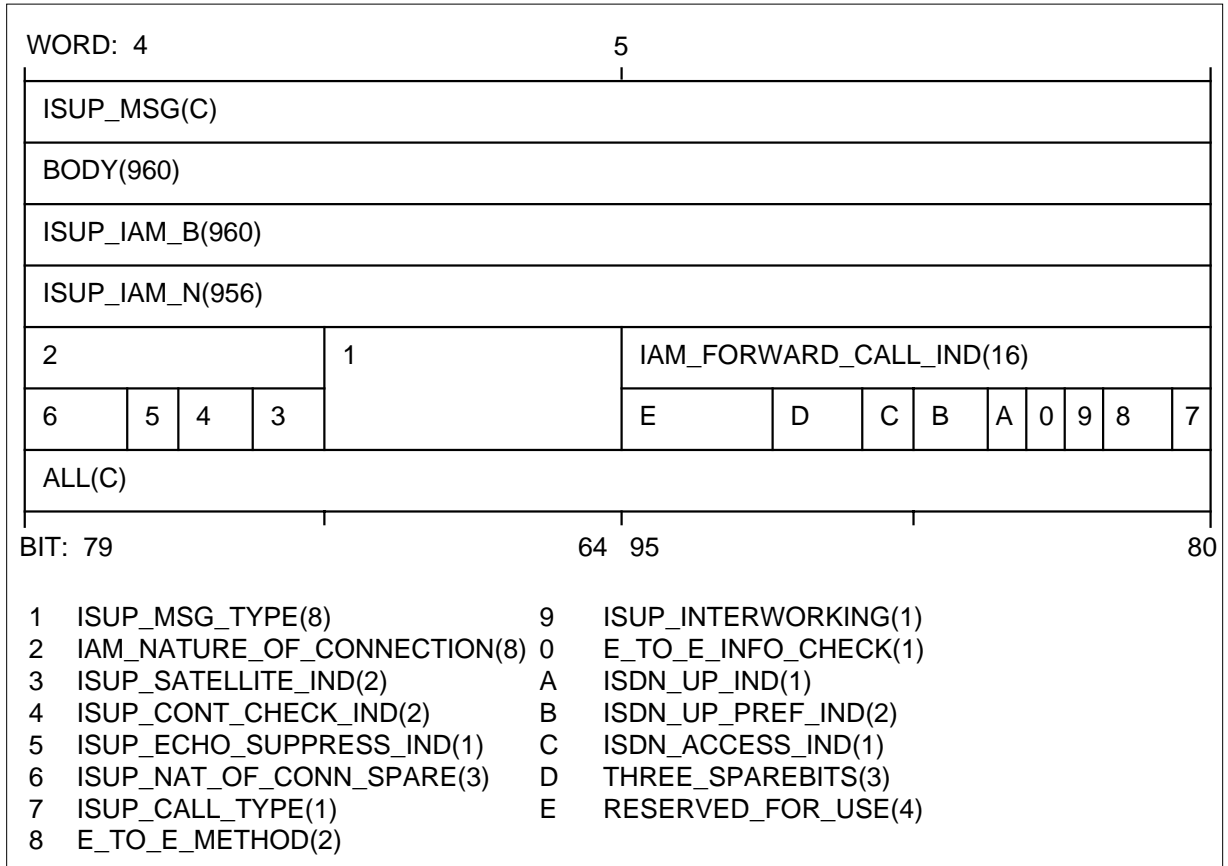 WORD: 4 5
ISUP_MSG(C)
BODY(960)
ISUP_IAM_B(960)
ISUP_IAM_N(956)
2 1 IAM_FORWARD_CALL_IND(16)
6 5 4 3 E D C B A 0 9 8 7
ALL(C)
BIT: 79 64 95 80
1 ISUP_MSG_TYPE(8) 9 ISUP_INTERWORKING(1)
2 IAM_NATURE_OF_CONNECTION(8) 0 E_TO_E_INFO_CHECK(1)
3 ISUP_SATELLITE_IND(2) A ISDN_UP_IND(1)
4 ISUP_CONT_CHECK_IND(2) B ISDN_UP_PREF_IND(2)
5 ISUP_ECHO_SUPPRESS_IND(1) C ISDN_ACCESS_IND(1)
6 ISUP_NAT_OF_CONN_SPARE(3) D THREE_SPAREBITS(3)
7 ISUP_CALL_TYPE(1) E RESERVED_FOR_USE(4)
8 E_TO_E_METHOD(2)